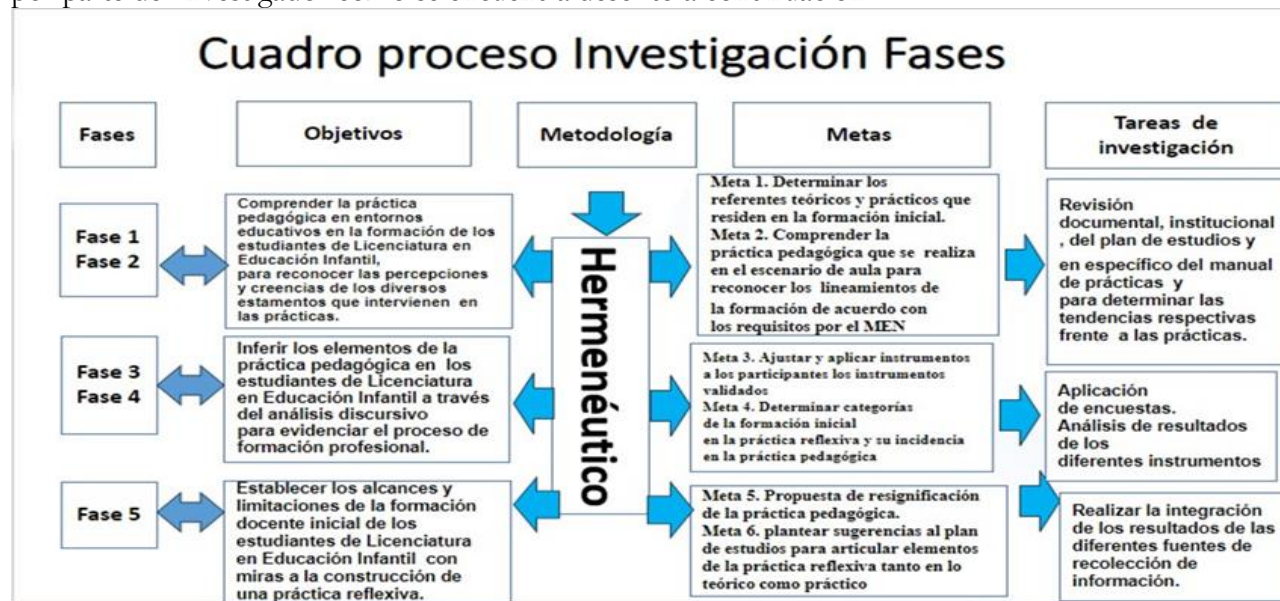 Cuadro proceso Investigación Fases
Fases
Objetivos
Metodología
Metas
Tareas de
investigación
Fase 1
Fase 2
Comprender la práctica
pedagógica en entornos
educativos en la formación de los
estudiantes de Licenciatura en
Educación Infantil,
para reconocer las percepciones
y creencias de los diversos
estamentos que intervienen en
las prácticas.
Hermenéutico
Meta 1. Determinar los
referentes teóricos y prácticos que
residen en la formación inicial.
Meta 2. Comprender la
práctica pedagógica que se realiza
en el escenario de aula para
reconocer los lineamientos de
la formación de acuerdo con
los requisitos por el MEN
Revisión
documental, institucional
, del plan de estudios y
en específico del manual
de prácticas y
para determinar las
tendencias respectivas
frente a las prácticas.
Fase 3
Fase 4
Inferir los elementos de la
práctica pedagógica en los
estudiantes de Licenciatura
en Educación Infantil a través
del análisis discursivo
para evidenciar el proceso de
formación profesional.
Meta 3. Ajustar y aplicar instrumentos
a los participantes los instrumentos
validados
Meta 4. Determinar categorías
de la formación inicial
en la práctica reflexiva y su incidencia
en la práctica pedagógica
Aplicación
de encuestas.
Análisis de resultados
de los
diferentes instrumentos
Fase 5
Establecer los alcances y
limitaciones de la formación
docente inicial de los
estudiantes de Licenciatura
en Educación Infantil con
miras a la construcción de
una práctica reflexiva.
Meta 5. Propuesta de resignificación
de la práctica pedagógica.
Meta 6. plantear sugerencias al plan
de estudios para articular elementos
de la práctica reflexiva tanto en lo
teórico como práctico
Realizar la integración
de los resultados de las
diferentes fuentes de
recolección de
información.